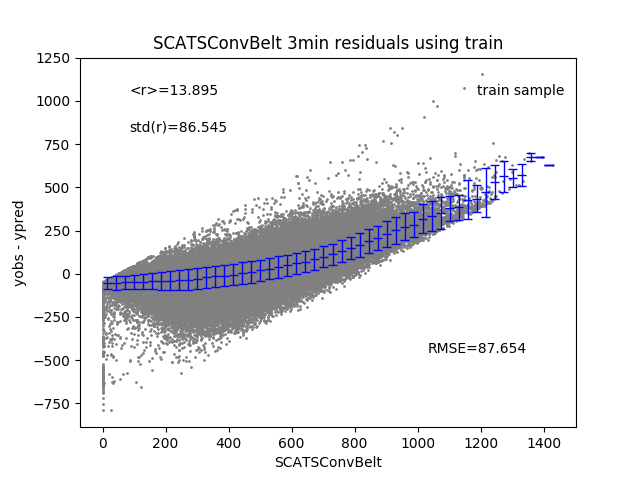 SCATSConvBelt 3min residuals using train
1250
1000
750
500
250
0
−250
−500
−750
yobs - ypred
<r>=13.895
std(r)=86.545
train sample
RMSE=87.654
0 200 400 600 800 1000 1200 1400
SCATSConvBelt